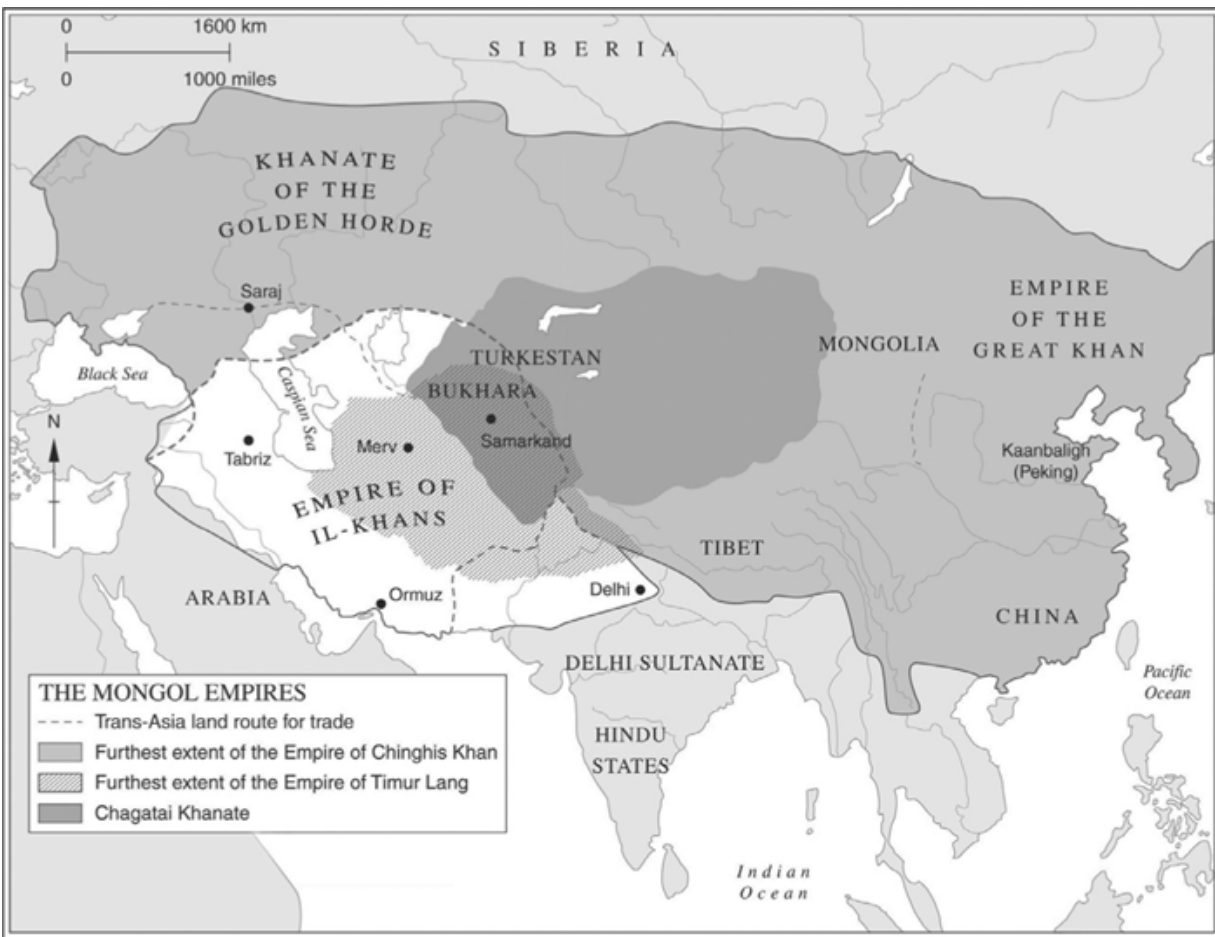 0 1600 km
0 1000 miles
S I B E R I A
KHANATE
OF THE
GOLDEN HORDE
Saraj
EMPIRE
OF THE
GREAT KHAN
TURKESTAN
MONGOLIA
Black Sea
Caspian Sea
BUKHARA
N
Samarkand
Merv
Tabriz
Kaanbaligh
(Peking)
EMPIRE OF
IL-KHANS
TIBET
Delhi
Ormuz
ARABIA
CHINA
DELHI SULTANATE
Pacific
Ocean
HINDU
STATES
THE MONGOL EMPIRES
Trans-Asia land route for trade
Furthest extent of the Empire of Chinghis Khan
Furthest extent of the Empire of Timur Lang
Chagatai Khanate
Indian
Ocean